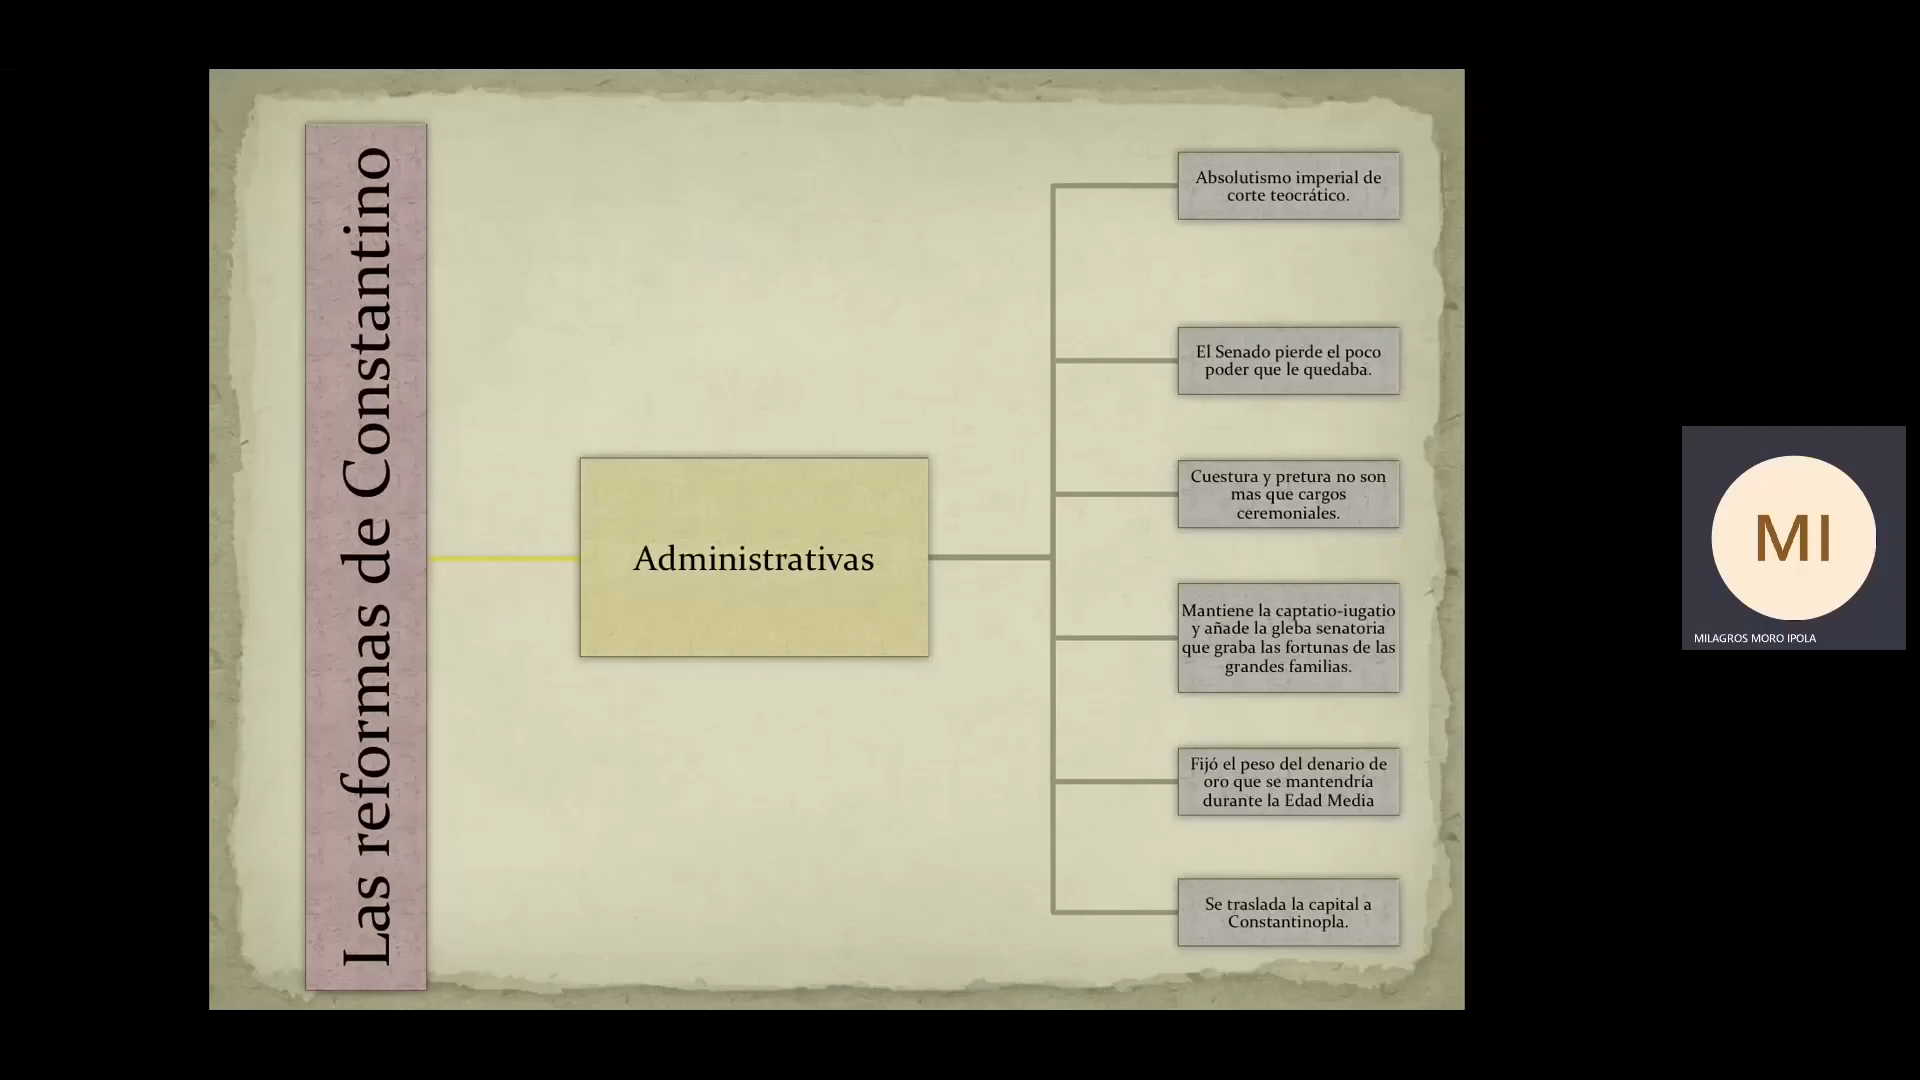 Las reformas de Constantino
Administrativas
Absolutismo imperial de
corte teocrático.
El Senado pierde el poco
poder que le quedaba.
Cuestura y pretura no son
mas que cargos
ceremoniales.
Mantiene la captatio-iugatio
y añade la gleba senatoria
que graba las fortunas de las
grandes familias.
Fijó el peso del denario de
oro que se mantendría
durante la Edad Media
Se traslada la capital a
Constantinopla.
MI
MILAGROS MORO IPOLA